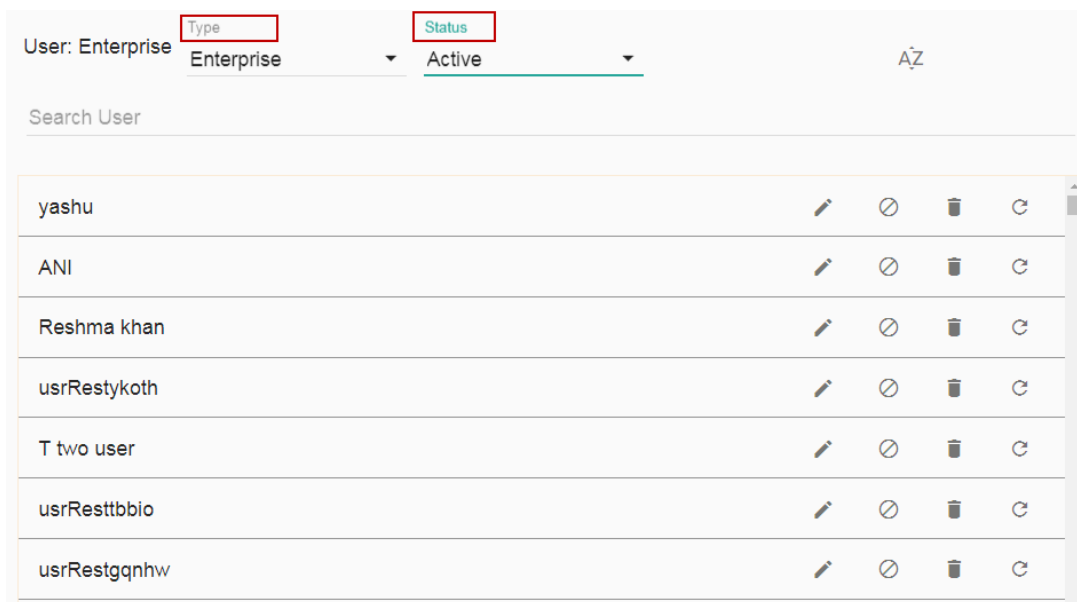 Type
Status
User: Enterprise
Enterprise
Active
AZ
Search User
yashu
ANI
Reshma khan
usrRestykoth
T two user
usrResttbbio
usrRestgqnhw